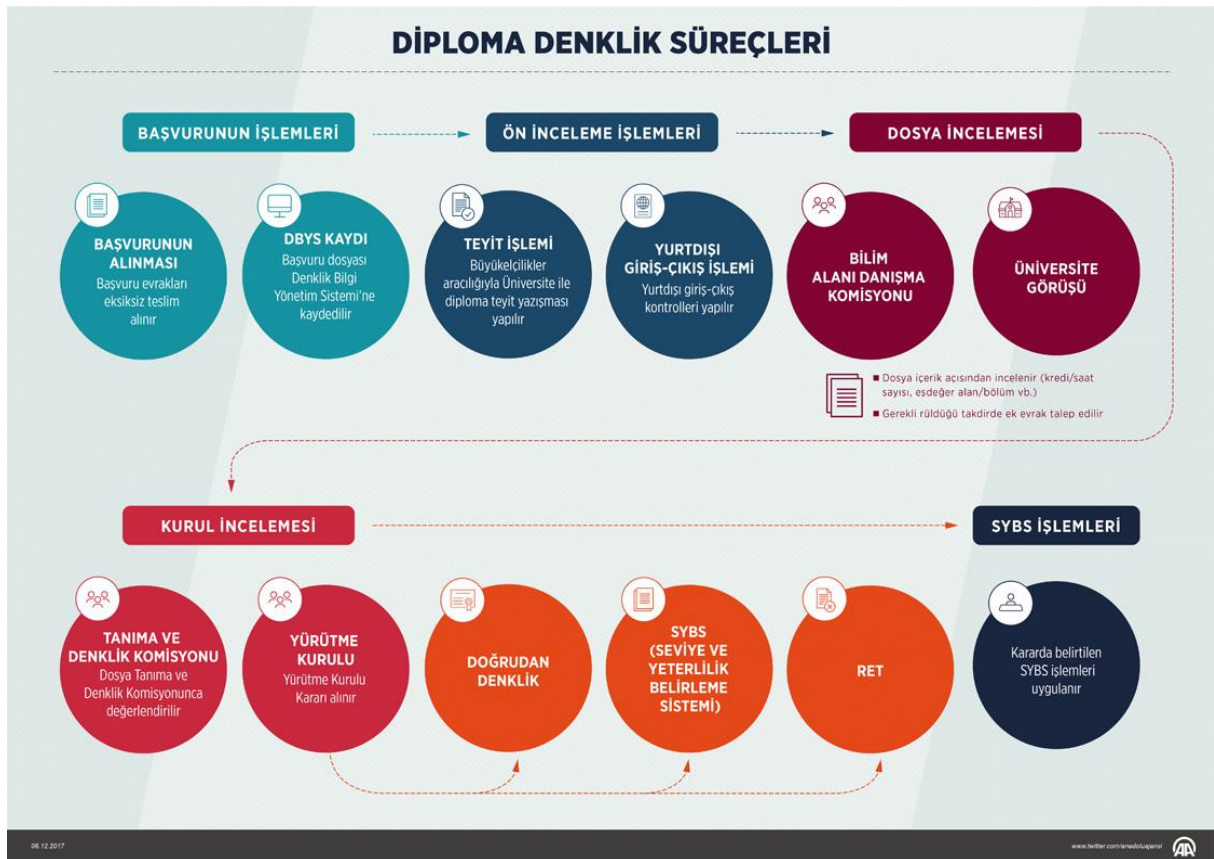 DİPLOMA DENKLİK SÜREÇLERİ
BAŞVURUNUN İŞLEMLERİ
ÖN İNCELEME İŞLEMLERİ
DOSYA İNCELEMESİ
BAŞVURUNUN
ALINMASI
Başvuru evrakları
eksiksiz teslim
alınır
DBYS KAYDI
Başvuru dosyası
Denklik Bilgi
Yönetim Sistemi'ne
kaydedilir
TEYİT İŞLEMİ
Büyükelçilikler
aracılığıyla Üniversite ile
diploma teyit yazışması
yapılır
YURTDIŞI
GİRİŞ-ÇIKIŞ İŞLEMİ
Yurtdışı giriş-çıkış
kontrolleri yapılır
BİLİM
ALANI DANIŞMA
KOMİSYONU
ÜNİVERSİTE
GÖRÜŞÜ
■ Dosya içerik açısından incelenir (kredi/saat
sayısı, eşdeğer alan/bölüm vb.)
■ Gerekli rüldüğü takdirde ek evrak talep edilir
KURUL İNCELEMESİ
SYBS İŞLEMLERİ
TANIMA VE
DENKLİK KOMİSYONU
Dosya Tanıma ve
Denklik Komisyonunca
değerlendirilir
YÜRÜTME
KURULU
Yürütme Kurulu
Kararı alınır
DOĞRUDAN
DENKLİK
SYBS
(SEVİYE VE
YETERLİLİK
BELİRLEME
SİSTEMİ)
RET
Kararda belirtilen
SYBS işlemleri
uygulanır
06.12.2017
www.twitter.com/anadoluajansi
AA